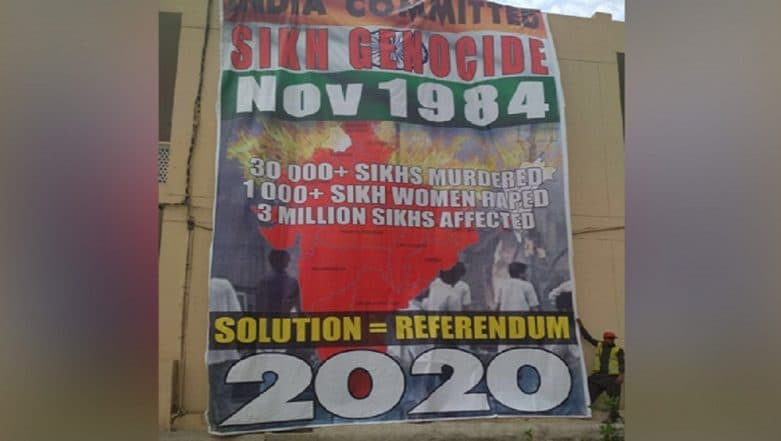 INDIA COMMITTED
SIKH GENOCIDE
NOV 1984
30 000+ SIKHS MURDERED
1 000+ SIKH WOMEN RAPED
3 MILLION SIKHS AFFECTED
SOLUTION = REFERENDUM
2020